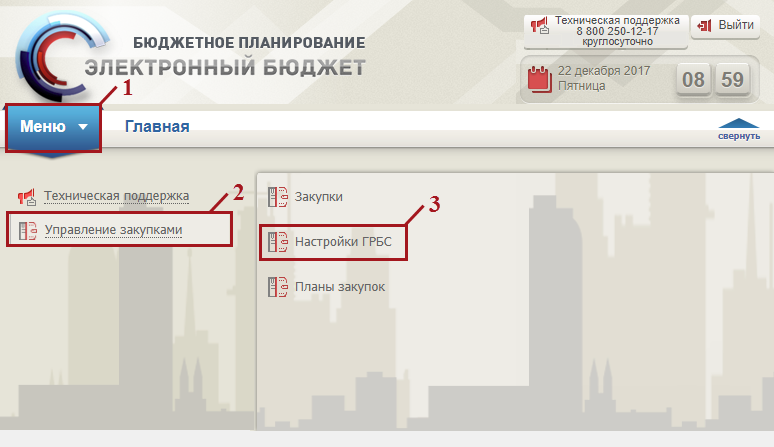 БЮДЖЕТНОЕ ПЛАНИРОВАНИЕ
ЭЛЕКТРОННЫЙ БЮДЖЕТ
Техническая поддержка
8 800 250-12-17
круглосуточно
Выйти
22 декабря 2017
Пятница
08 59
1
Меню
Главная
свернуть
Техническая поддержка
2
Управление закупками
Закупки
3
Настройки ГРБС
Планы закупок